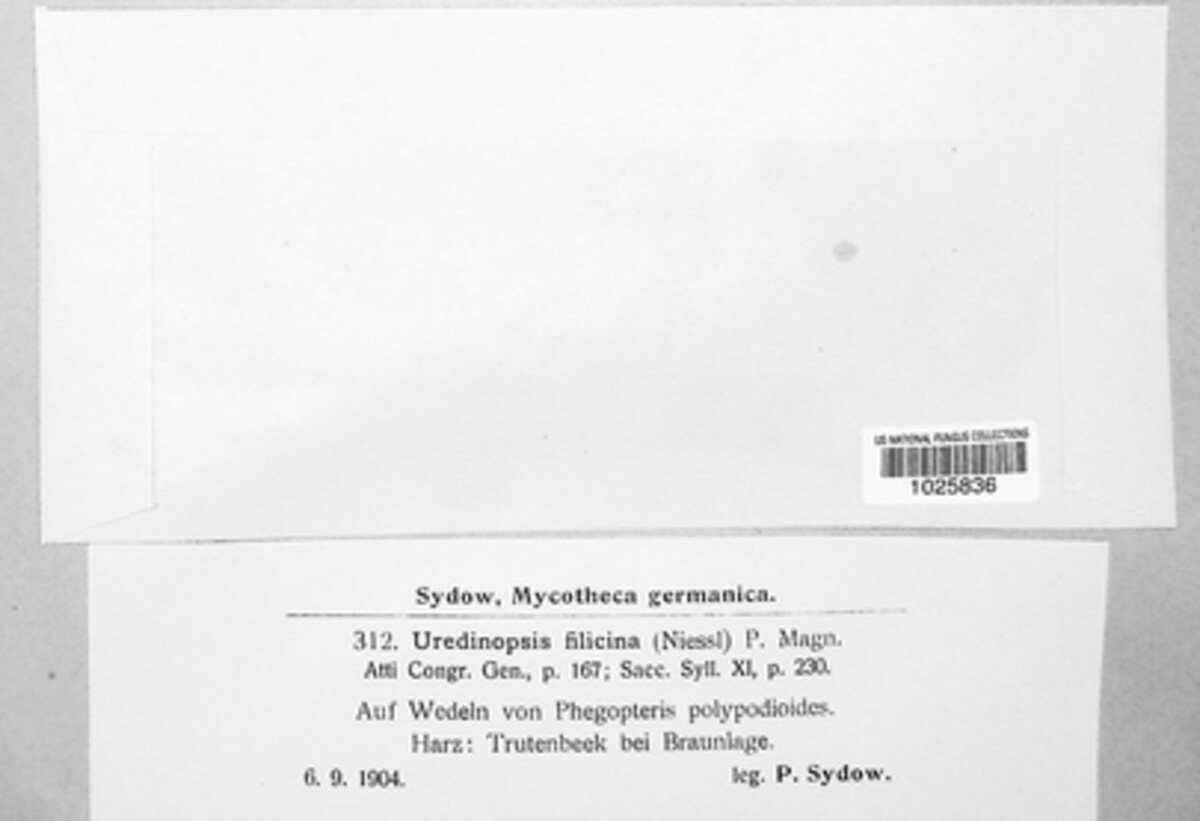 US NATIONAL FUNGUS COLLECTIONS
1025836
Sydow, Mycotheca germanica.
312. Uredinopsis filicina (Niessl) P. Magn.
Atti Congr. Gen., p. 167; Sacc. Syll. XI, p. 230.
Auf Wedeln von Phegopteris polypodioides.
Harz: Trutenbeek bei Braunlage.
6. 9. 1904. leg. P. Sydow.